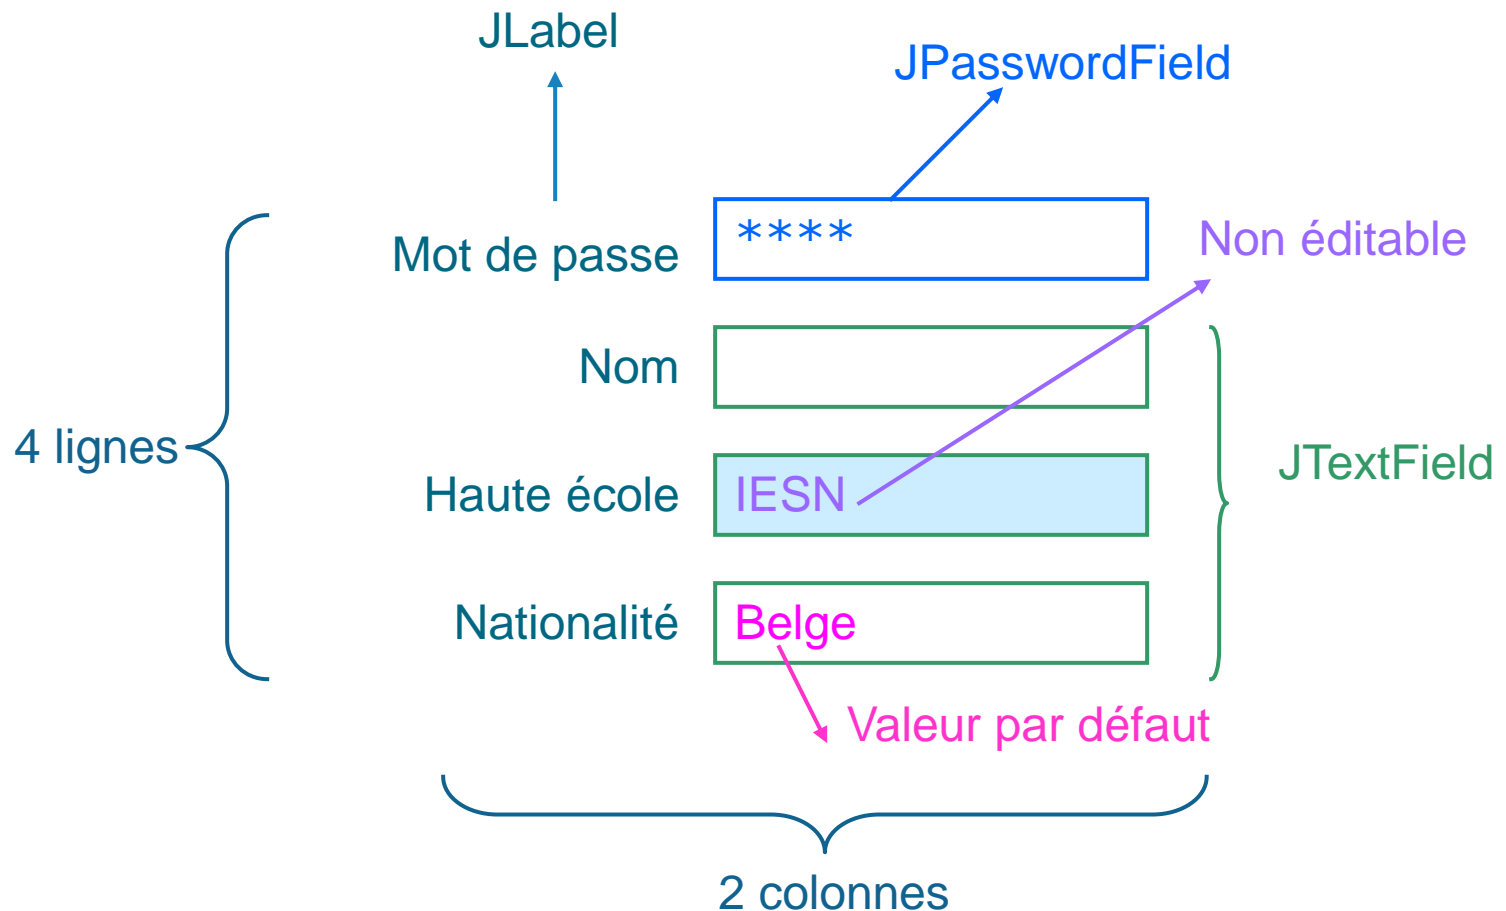 JLabel
JPasswordField
Mot de passe
****
Non éditable
Nom
4 lignes
JTextField
Haute école
IESN
Nationalité
Belge
Valeur par défaut
2 colonnes